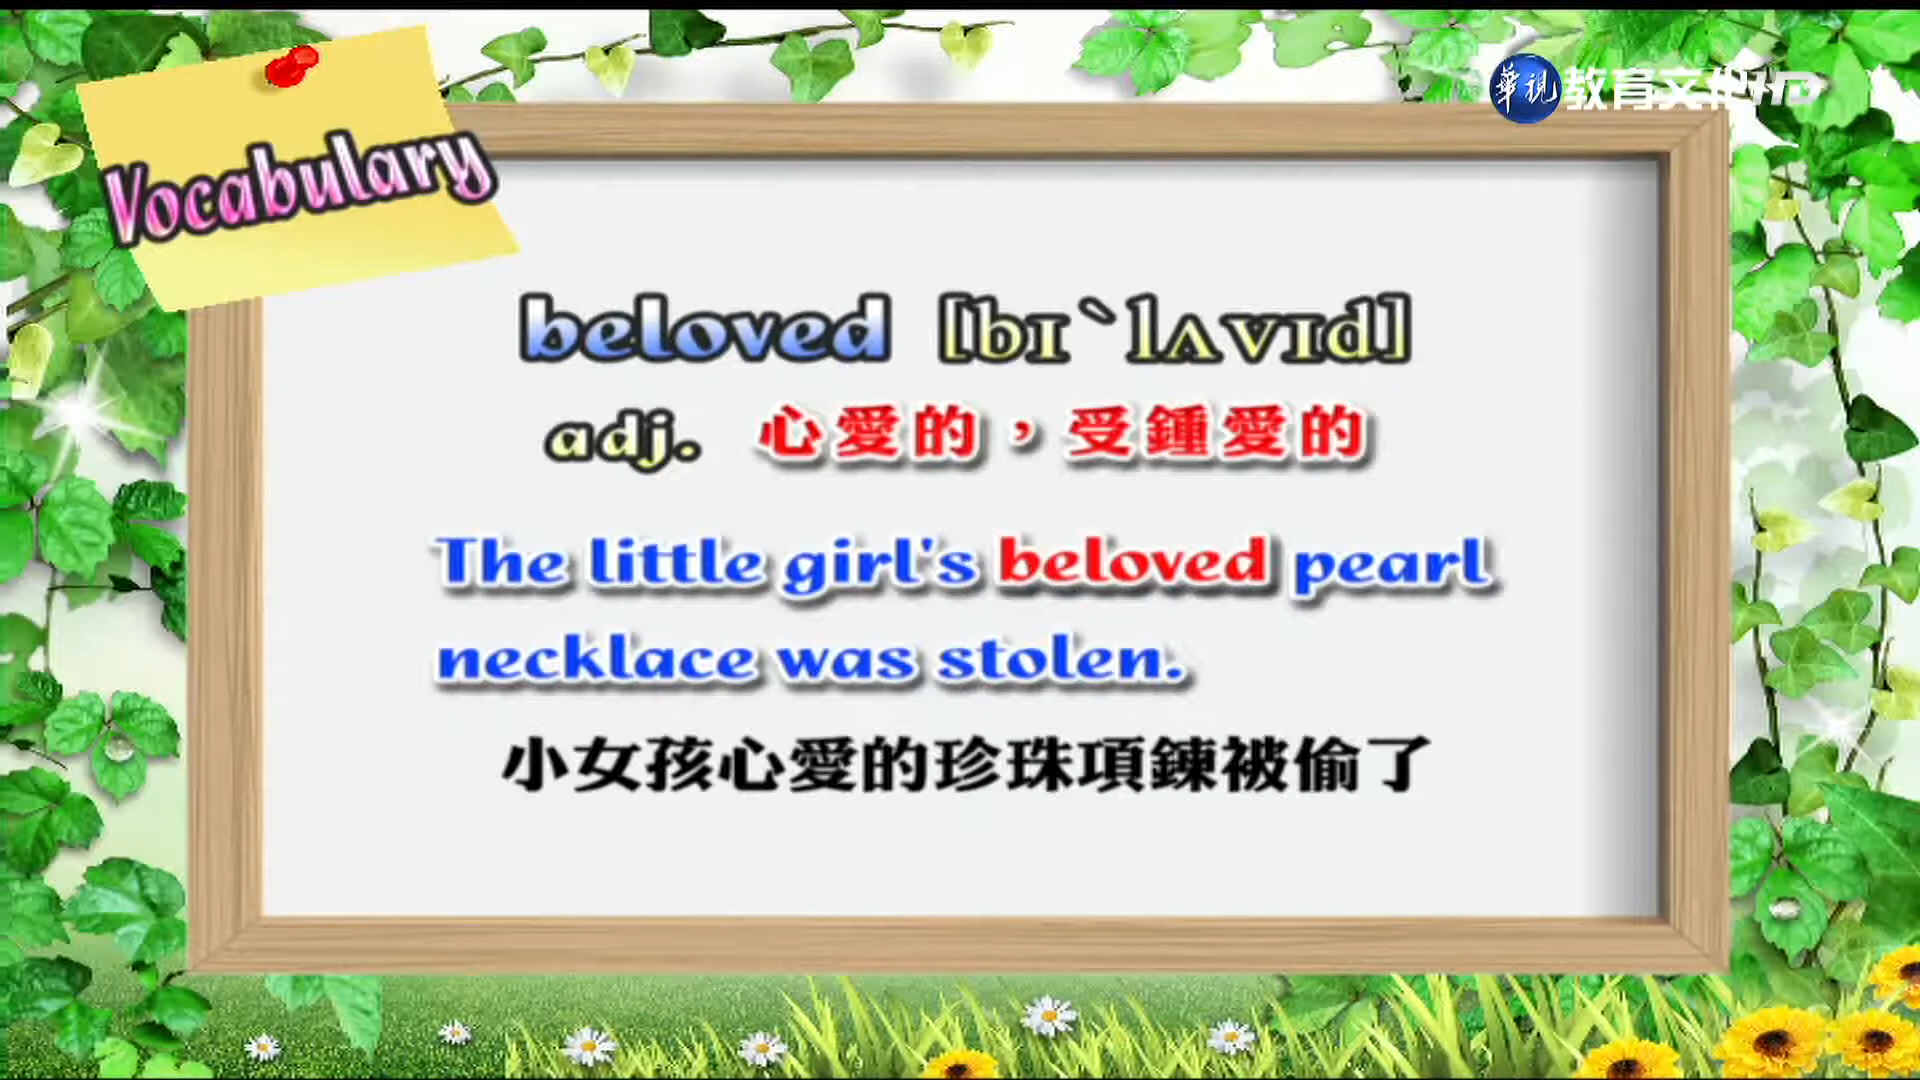 華視 教育文化HD
Vocabulary
beloved [bɪˋlʌvɪd]
adj. 心愛的，受鍾愛的
The little girl's beloved pearl
necklace was stolen.
小女孩心愛的珍珠項鍊被偷了